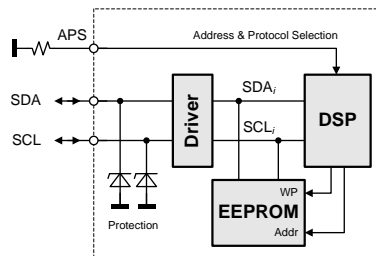 APS
Address & Protocol Selection
SDA
SCL
Driver
SDAi
SCLi
DSP
Protection
WP
EEPROM
Addr